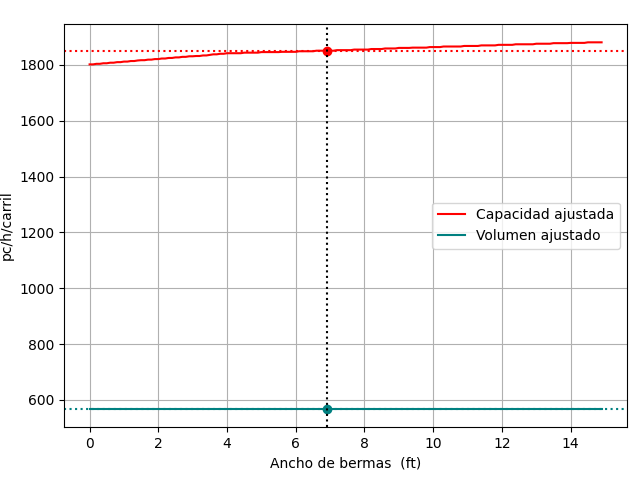 1800
1600
1400
1200
1000
800
600
pc/h/carril
Capacidad ajustada
Volumen ajustado
0 2 4 6 8 10 12 14
Ancho de bermas (ft)